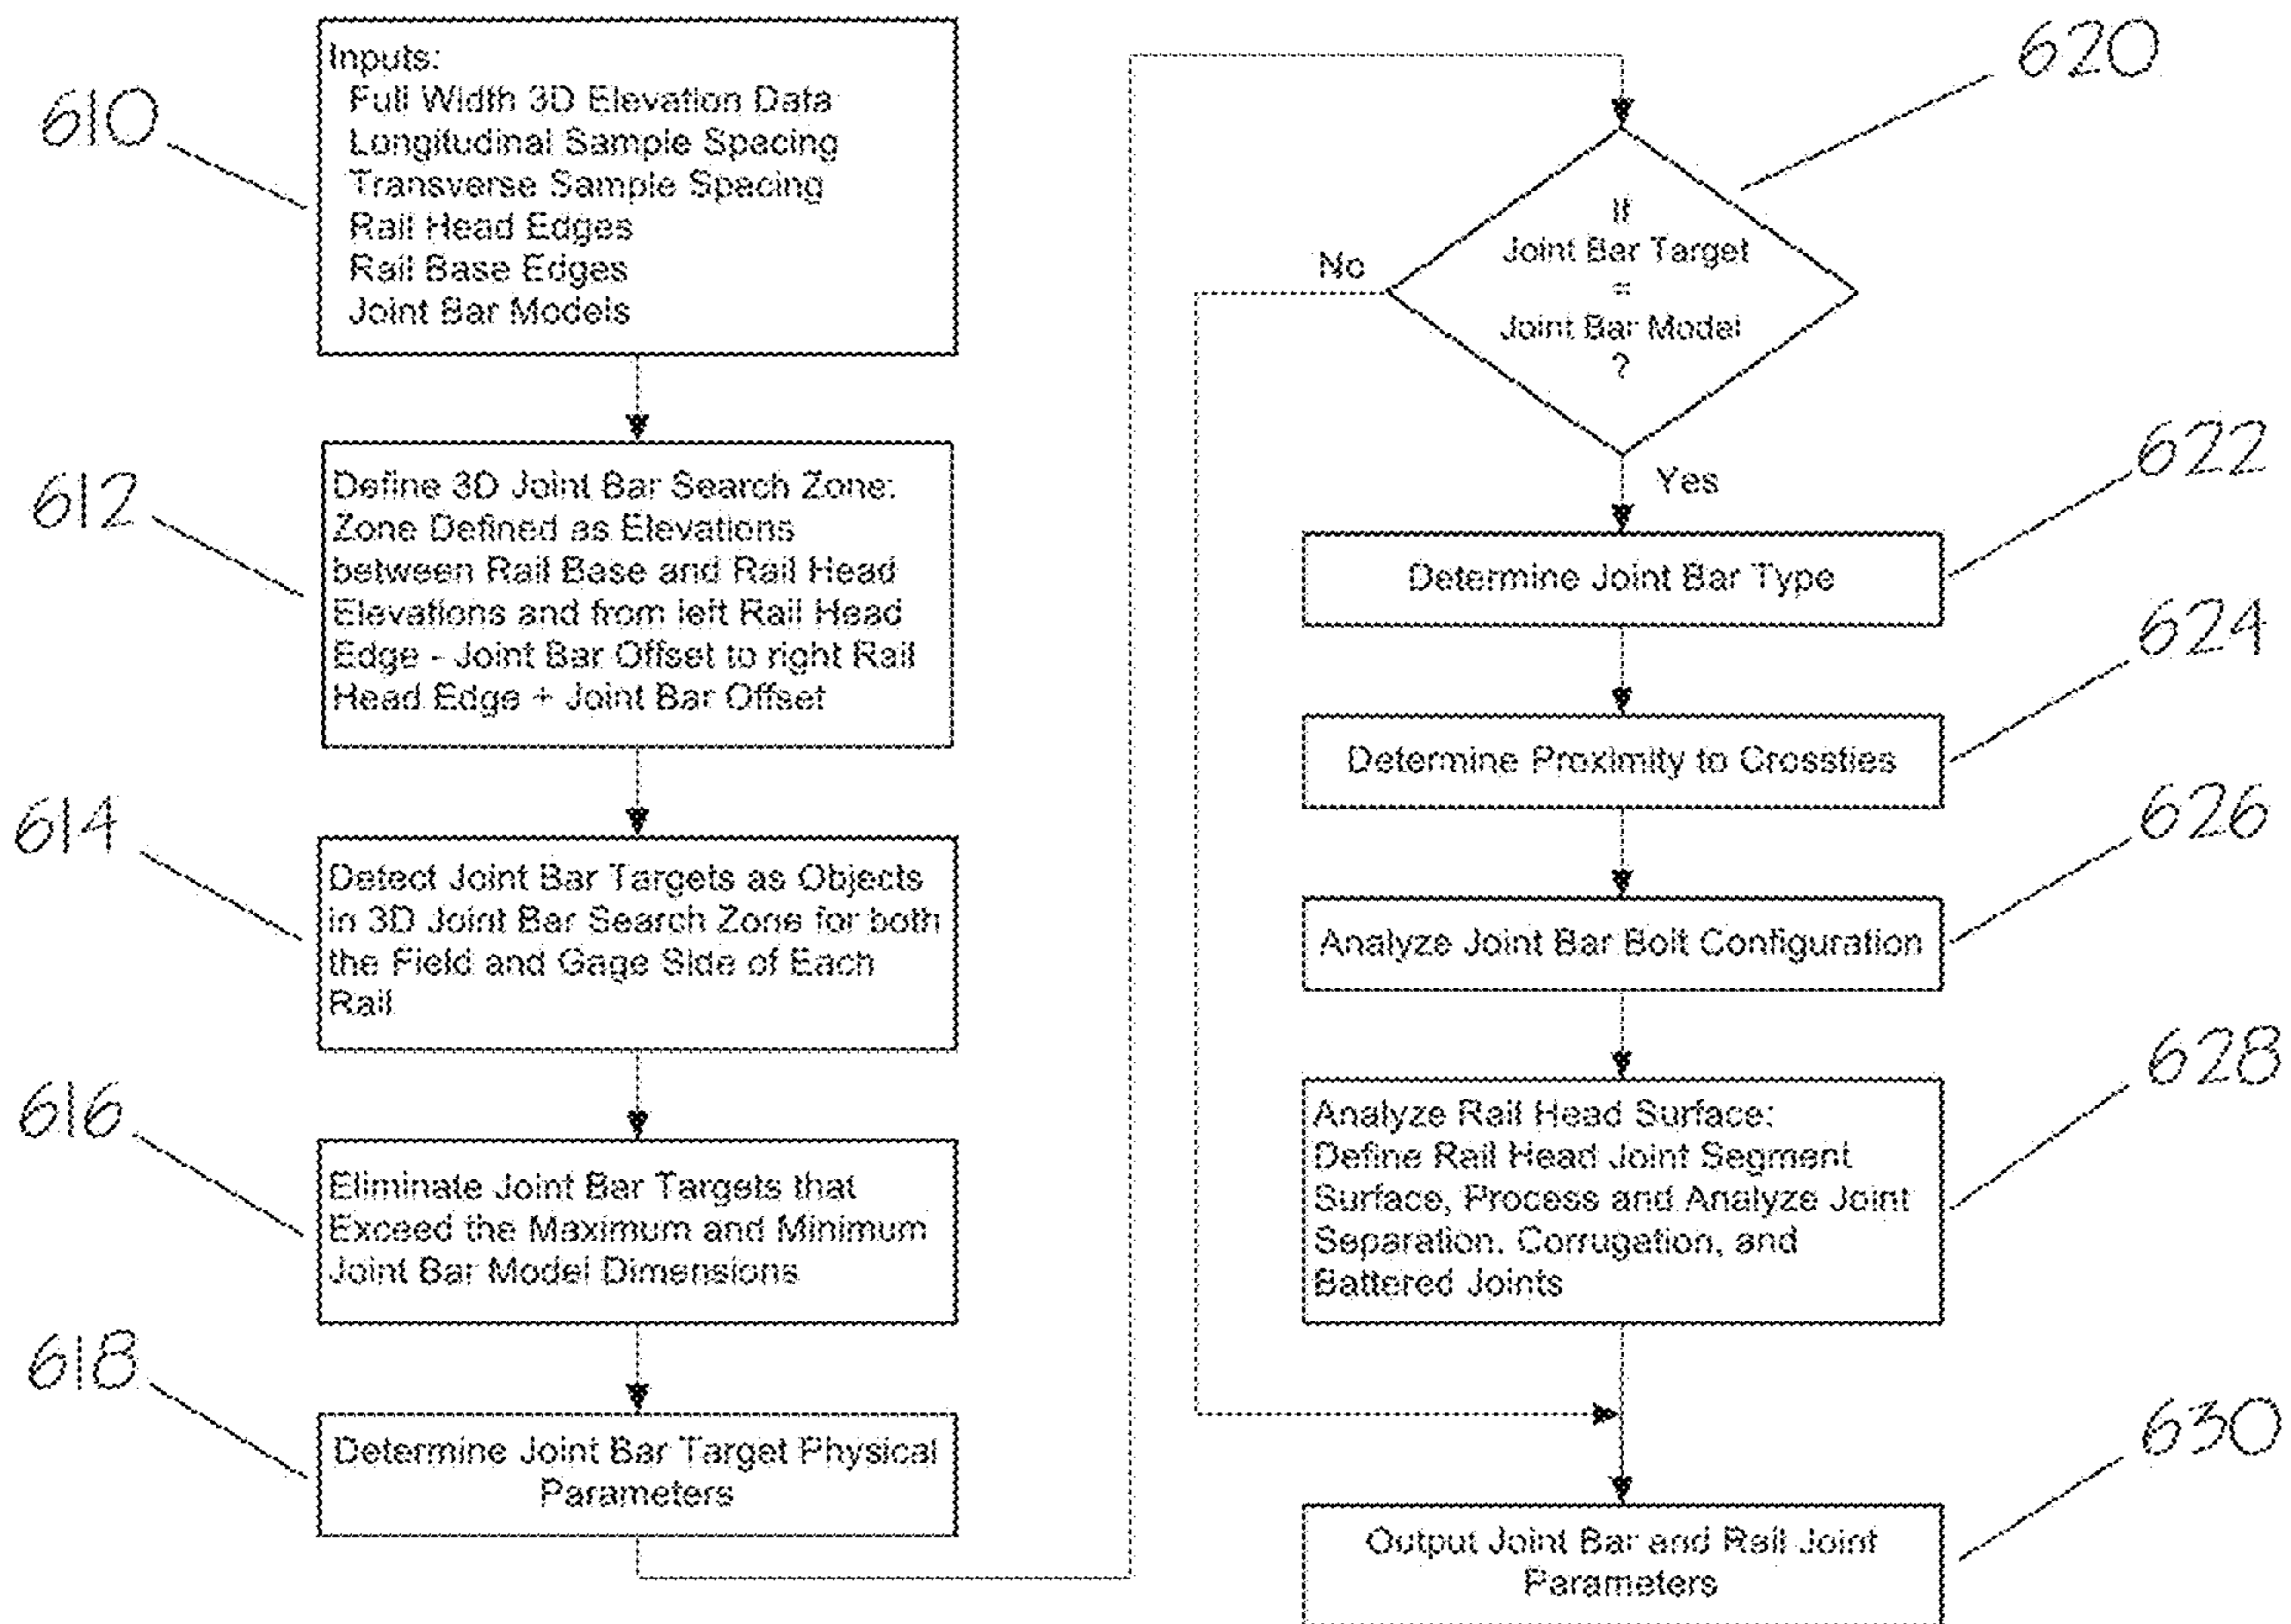 610
Inputs:
Full Width 3D Elevation Data
Longitudinal Sample Spacing
Transverse Sample Spacing
Rail Head Edges
Rail Base Edges
Joint Bar Models
612
Define 3D Joint Bar Search Zone:
Zone Defined as Elevations
between Rail Base and Rail Head
Elevations and from left Rail Head
Edge - Joint Bar Offset to right Rail
Head Edge + Joint Bar Offset
614
Detect Joint Bar Targets as Objects
in 3D Joint Bar Search Zone for both
the Field and Gage Side of Each
Rail
616
Eliminate Joint Bar Targets that
Exceed the Maximum and Minimum
Joint Bar Model Dimensions
618
Determine Joint Bar Target Physical
Parameters
620
If
Joint Bar Target
=
Joint Bar Model
?
No
Yes
622
Determine Joint Bar Type
624
Determine Proximity to Crossties
626
Analyze Joint Bar Bolt Configuration
628
Analyze Rail Head Surface:
Define Rail Head Joint Segment
Surface, Process and Analyze Joint
Separation, Corrugation, and
Battered Joints
630
Output Joint Bar and Rail Joint
Parameters